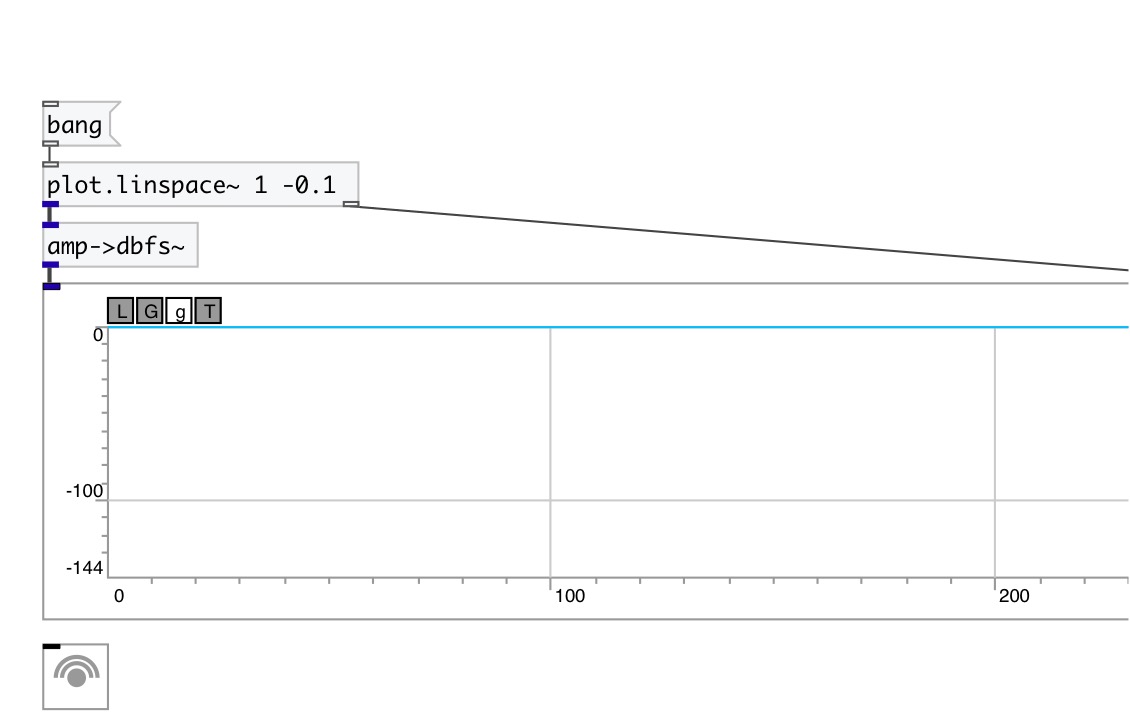 bang
plot.linspace~ 1 -0.1
amp->dbfs~
L G g T
0
-100
-144
0 100 200